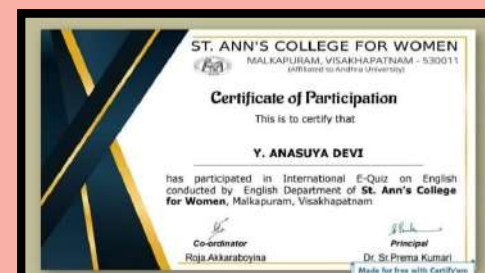 ST. ANN'S COLLEGE FOR WOMEN
MALKAPURAM, VISAKHAPATNAM - 530011
(Affiliated to Andhra University)
Certificate of Participation
This is to certify that
Y. ANASUYA DEVI
has participated in International E-Quiz on English
conducted by English Department of St. Ann's College
for Women, Malkapuram, Visakhapatnam
Co-ordinator
Roja.Akkaraboyina
Principal
Dr. Sr.Prema Kumari
Made for free with Certify'em